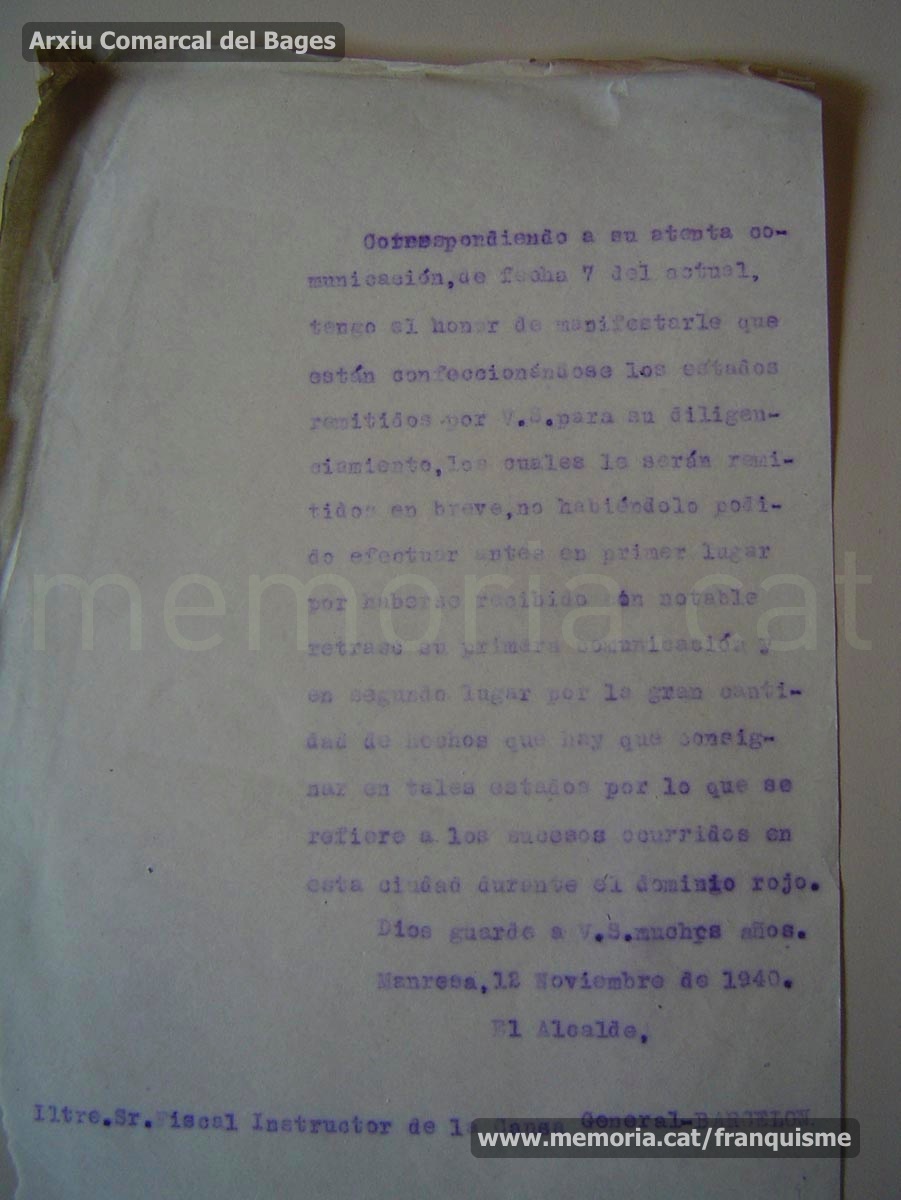 Arxiu Comarcal del Bages
Correspondiendo a su atenta co-
municación,de fecha 7 del actual,
tengo el honor de manifestarle que
están confeccionándose los estados
remitidos por V.S.para su diligen-
ciamiento,los cuales le serán remi-
tidos en breve,no habiéndolo podi-
do efectuar antes en primer lugar
por haberse recibido con notable
retraso su primera comunicación y
en segundo lugar por la gran canti-
dad de hechos que hay que consig-
nar en tales estados por lo que se
refiere a los sucesos ocurridos en
esta ciudad durante el dominio rojo.
Dios guarde a V.S.muchos años.
Manresa,12 Noviembre de 1940.
El Alcalde,
Iltre.Sr.Fiscal Instructor de la Causa General-BARCELON
memoria.cat
www.memoria.cat/franquisme